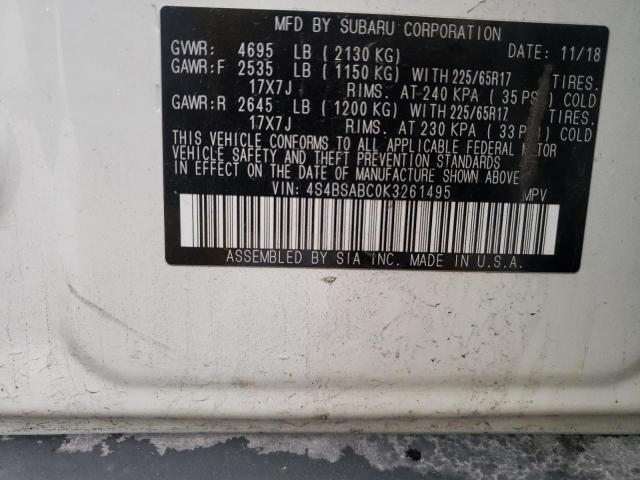 MFD BY SUBARU CORPORATION
GVWR: 4695 LB ( 2130 KG) DATE: 11/18
GAWR:F 2535 LB ( 1150 KG) WITH 225/65R17 TIRES.
17X7J RIMS. AT 240 KPA ( 35 PSI) COLD
GAWR:R 2645 LB ( 1200 KG) WITH 225/65R17 TIRES.
17X7J RIMS. AT 230 KPA ( 33 PSI) COLD
THIS VEHICLE CONFORMS TO ALL APPLICABLE FEDERAL MOTOR
VEHICLE SAFETY AND THEFT PREVENTION STANDARDS
IN EFFECT ON THE DATE OF MANUFACTURE SHOWN ABOVE.
VIN: 4S4BSABC0K3261495 MPV
ASSEMBLED BY SIA INC. MADE IN U.S.A.